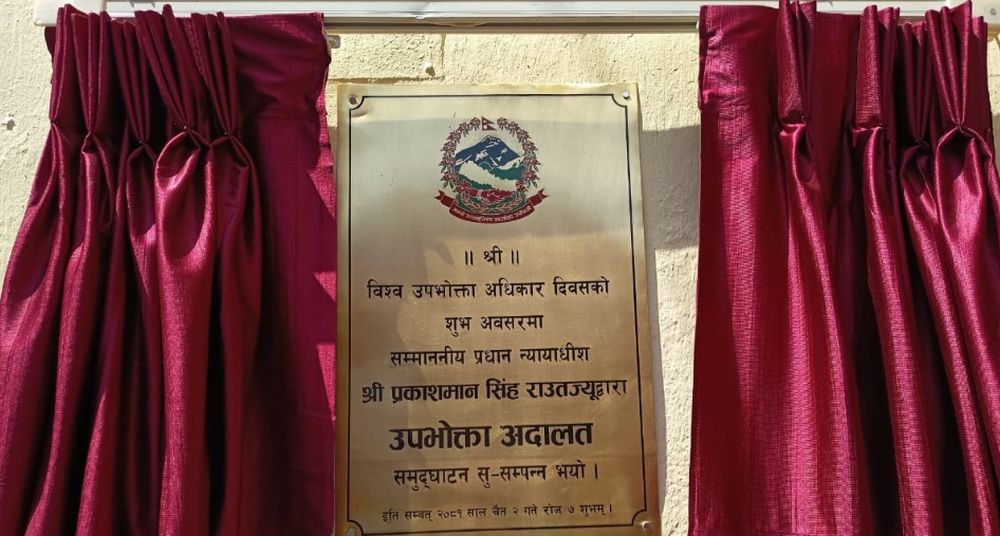 ॥ श्री ॥
विश्व उपभोक्ता अधिकार दिवसको
शुभ अवसरमा
सम्माननीय प्रधान न्यायाधीश
श्री प्रकाशमान सिंह राउतज्यूद्वारा
उपभोक्ता अदालत
समुद्घाटन सु-सम्पन्न भयो ।
इति सम्वत् २०८१ साल चैत २ गते रोज ७ शुभम् ।